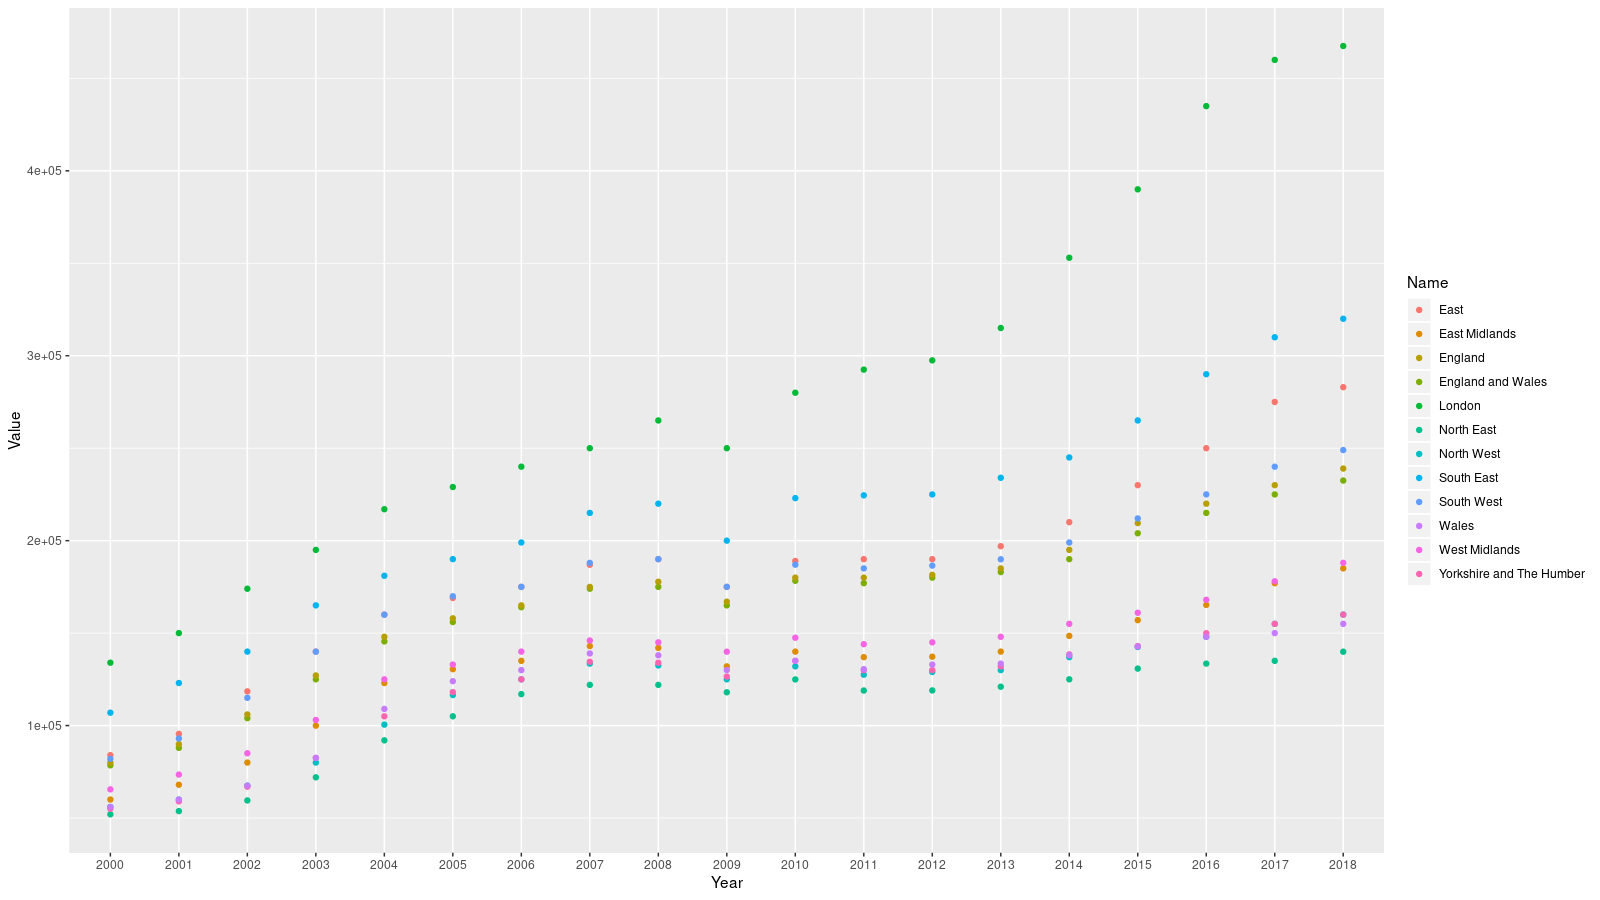 4e+05
3e+05
2e+05
1e+05
Value
2000 2001 2002 2003 2004 2005 2006 2007 2008 2009 2010 2011 2012 2013 2014 2015 2016 2017 2018
Year
Name
East
East Midlands
England
England and Wales
London
North East
North West
South East
South West
Wales
West Midlands
Yorkshire and The Humber